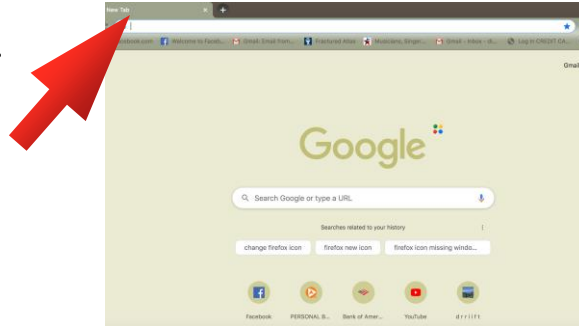 New Tab
facebook.com Welcome to Faceb... Gmail: Email from... Fractured Atlas Musicians, Singer... Gmail - Inbox - d... Log In CREDIT CA...
Gmail
Google
Search Google or type a URL
Searches related to your history
change firefox icon firefox new icon firefox icon missing windo...
Facebook PERSONAL B... Bank of Amer... YouTube d r r l i f t